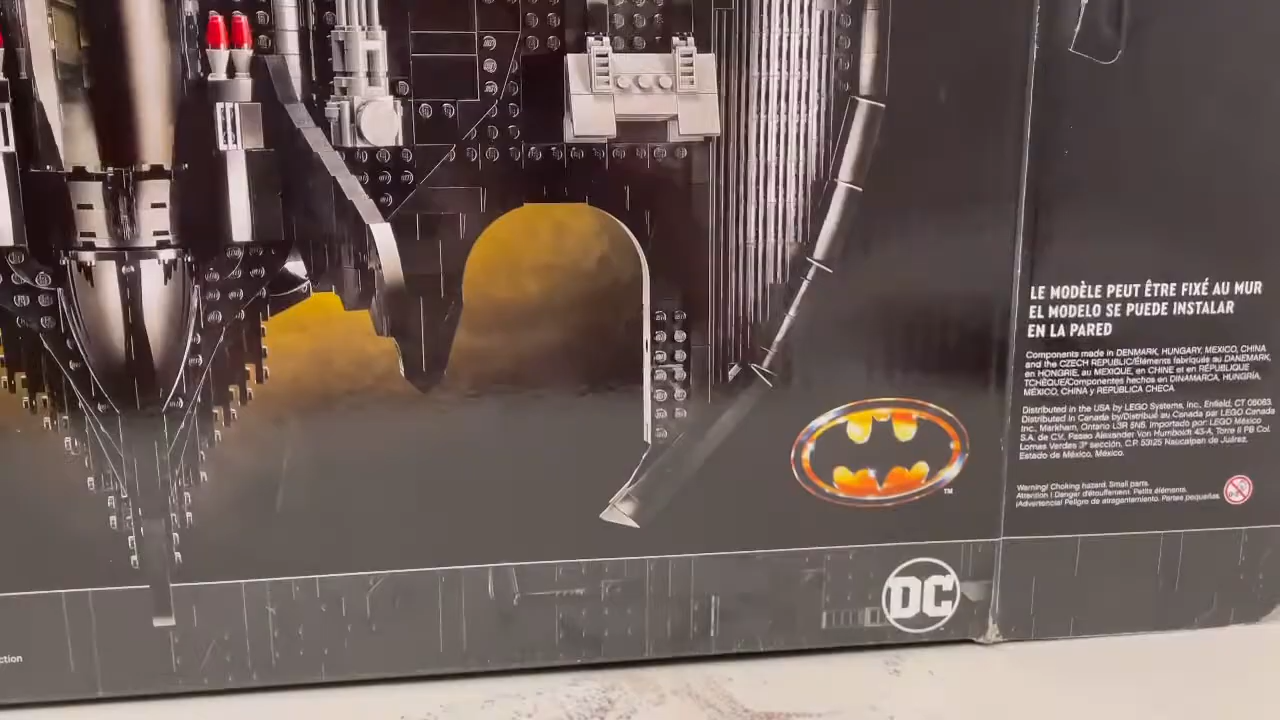 LE MODÈLE PEUT ÊTRE FIXÉ AU MUR
EL MODELO SE PUEDE INSTALAR
EN LA PARED
Components made in DENMARK, HUNGARY, MEXICO, CHINA
and the CZECH REPUBLIC/Éléments fabriqués au DANEMARK,
en HONGRIE, au MEXIQUE, en CHINE et en RÉPUBLIQUE
TCHÈQUE/Componentes hechos en DINAMARCA, HUNGRÍA,
MÉXICO, CHINA y REPÚBLICA CHECA
Distributed in the USA by LEGO Systems, Inc., Enfield, CT 06083.
Distributed in Canada by/Distribué au Canada par LEGO Canada
Inc., Markham, Ontario L3R 5N6. Importado por: LEGO México
S.A. de C.V., Paseo Alexander Von Humboldt 43-A, Torre II PB Col.
Lomas Verdes 3ª sección, C.P. 53125 Naucalpan de Juárez,
Estado de México, México.
Warning! Choking hazard. Small parts.
Attention ! Danger d'étouffement. Petits éléments.
¡Advertencia! Peligro de atragantamiento. Partes pequeñas.
TM
DC
ction